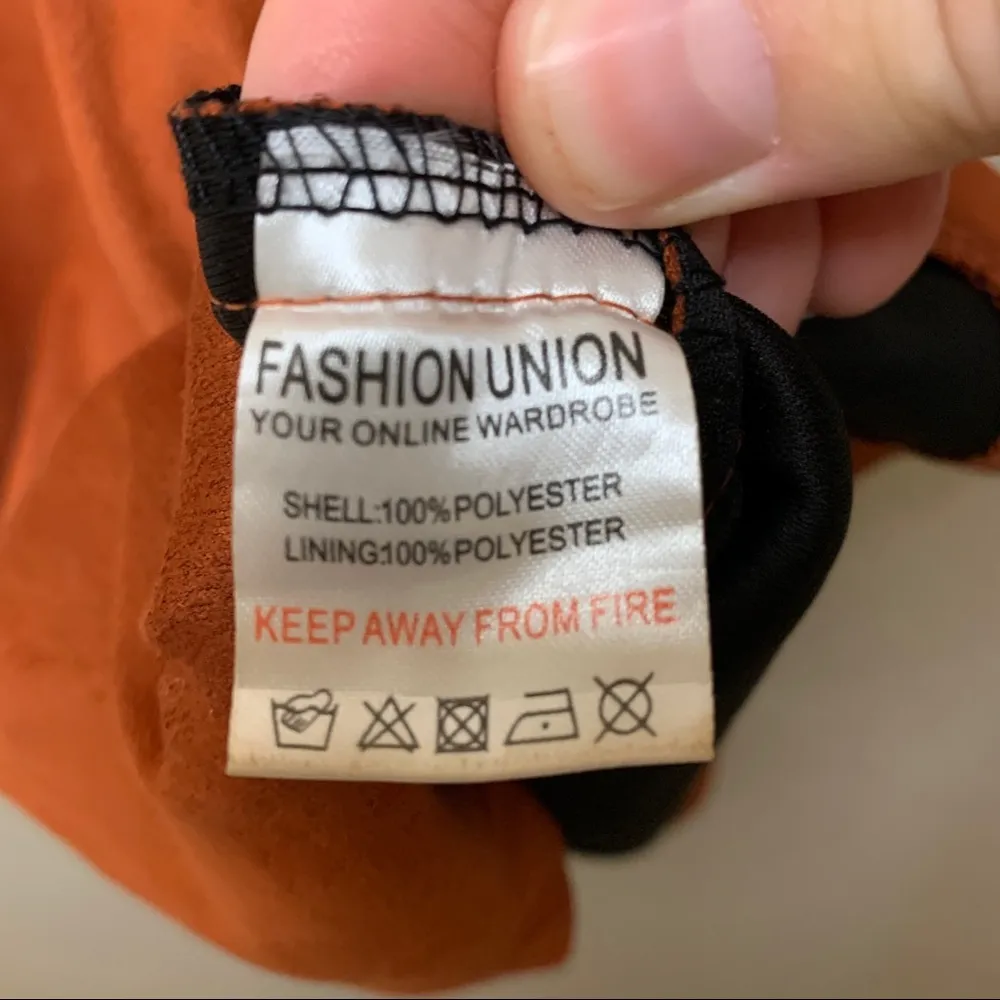 FASHION UNION
YOUR ONLINE WARDROBE
SHELL:100%POLYESTER
LINING:100%POLYESTER
KEEP AWAY FROM FIRE